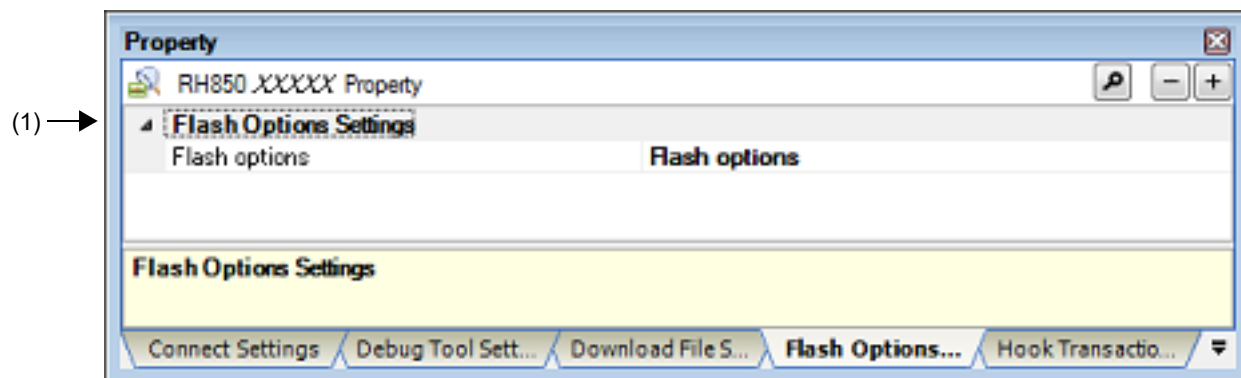 Property
RH850 XXXXX Property
(1)
Flash Options Settings
Flash options Flash options
Flash Options Settings
Connect Settings Debug Tool Sett... Download File S... Flash Options... Hook Transactio...